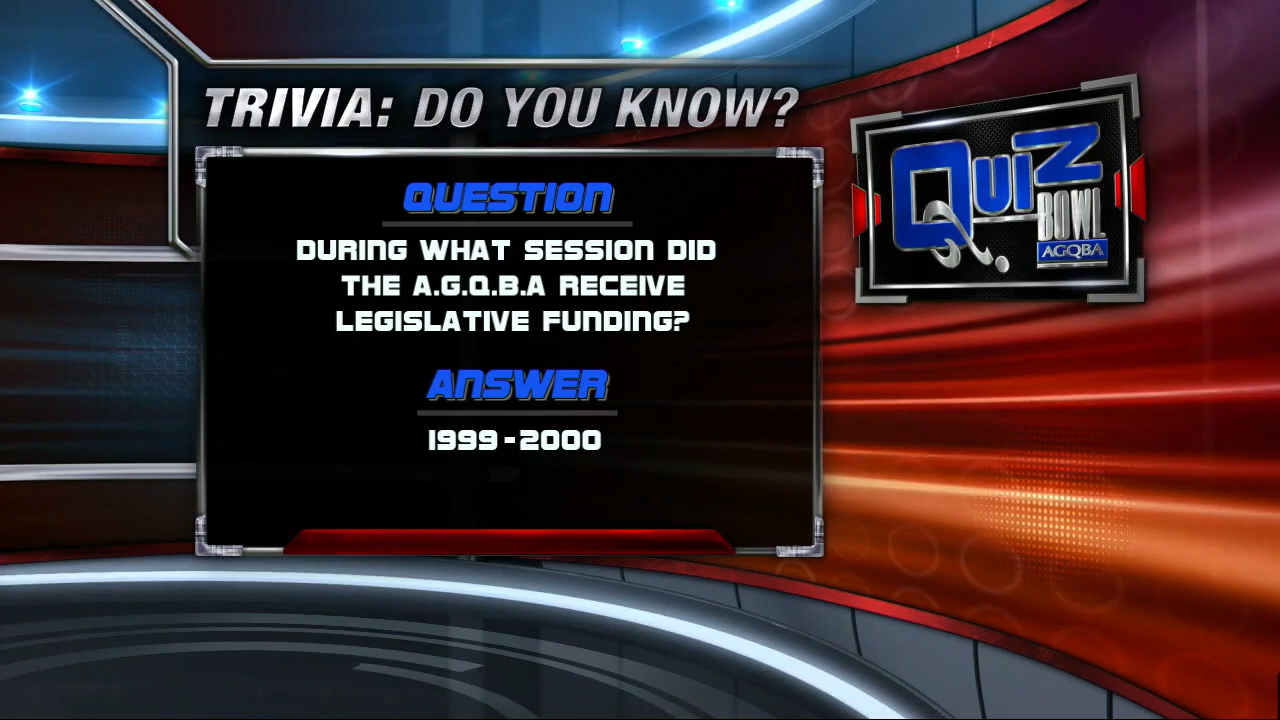 TRIVIA: DO YOU KNOW?
QUIZ
BOWL
AGQBA
QUESTION
DURING WHAT SESSION DID
THE A.G.Q.B.A RECEIVE
LEGISLATIVE FUNDING?
ANSWER
1999-2000